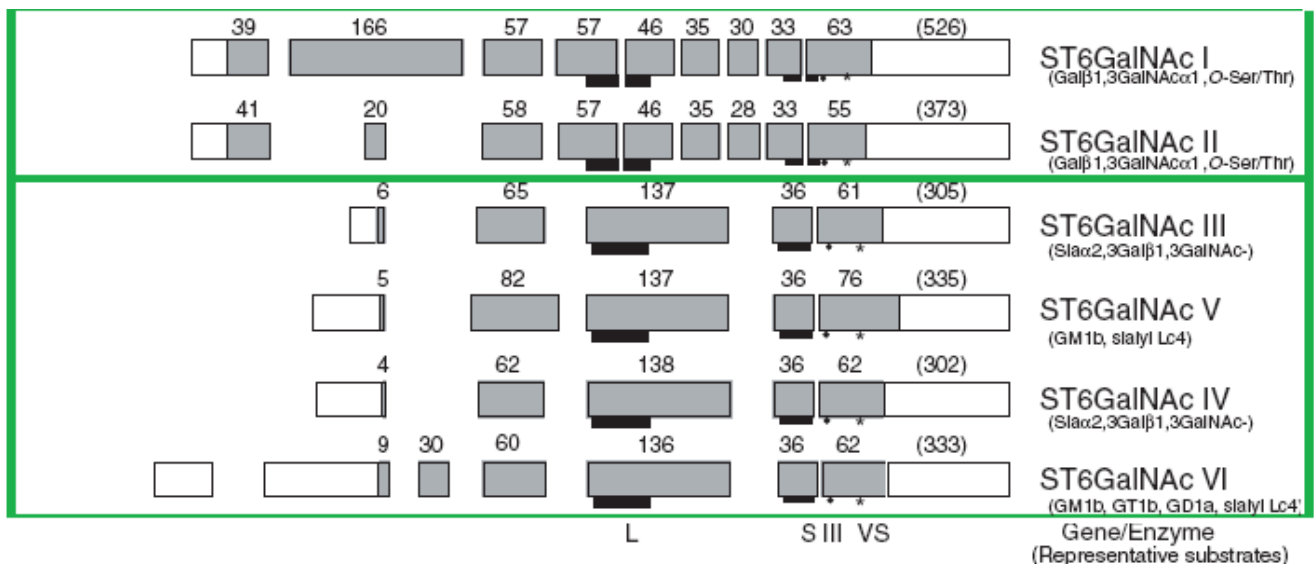 39 166 57 57 46 35 30 33 63 (526)
ST6GalNAc I
(Galβ1,3GalNAcα1, O-Ser/Thr)
41 20 58 57 46 35 28 33 55 (373)
ST6GalNAc II
(Galβ1,3GalNAcα1, O-Ser/Thr)
6 65 137 36 61 (305)
ST6GalNAc III
(Siaα2,3Galβ1,3GalNAc-)
5 82 137 36 76 (335)
ST6GalNAc V
(GM1b, sialyl Lc4)
4 62 138 36 62 (302)
ST6GalNAc IV
(Siaα2,3Galβ1,3GalNAc-)
9 30 60 136 36 62 (333)
ST6GalNAc VI
(GM1b, GT1b, GD1a, sialyl Lc4)
L S III VS Gene/Enzyme
(Representative substrates)